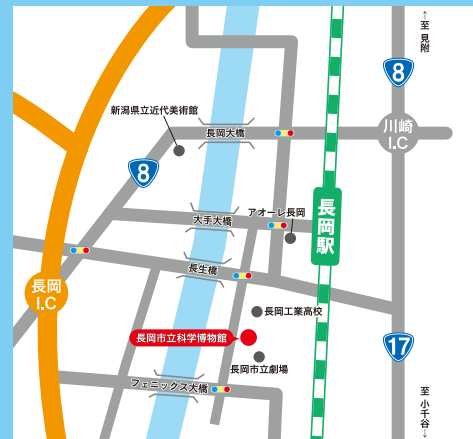 ↑至 見附
8
新潟県立近代美術館
長岡大橋
川崎
I.C
8
大手大橋
アオーレ長岡
長岡駅
長生橋
長岡
I.C
長岡工業高校
長岡市立科学博物館
17
長岡市立劇場
フェニックス大橋
至 小千谷↓